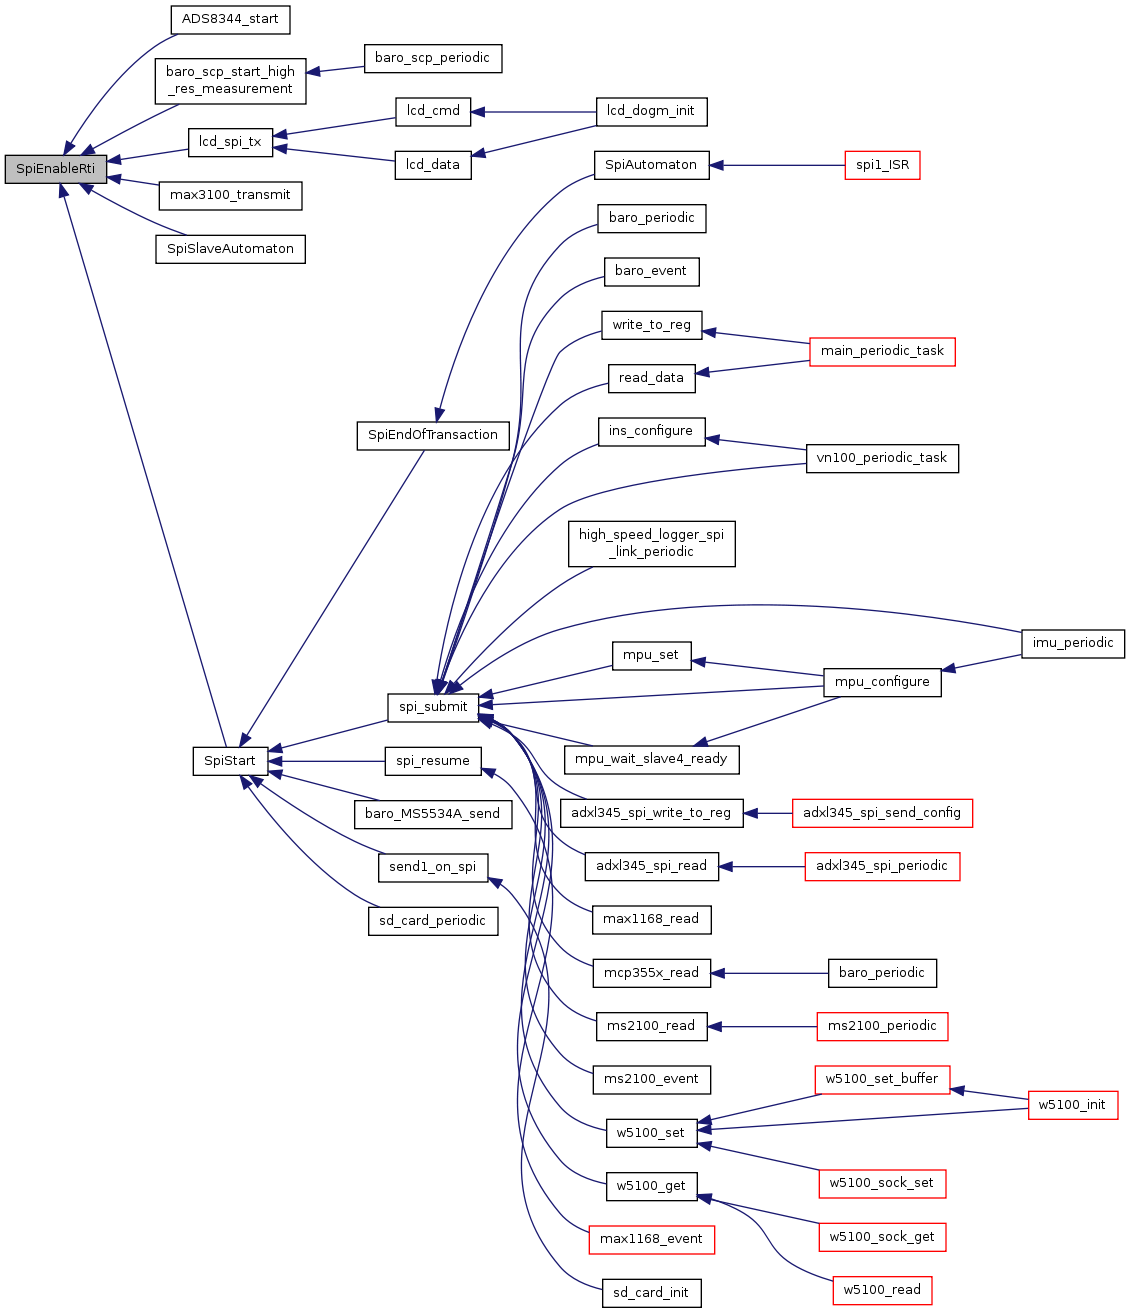 ADS8344_start
baro_scp_start_high
_res_measurement
baro_scp_periodic
lcd_spi_tx
lcd_cmd
lcd_data
lcd_dogm_init
SpiEnableRti
max3100_transmit
SpiSlaveAutomaton
SpiAutomaton
spi1_ISR
baro_periodic
baro_event
write_to_reg
main_periodic_task
read_data
SpiEndOfTransaction
ins_configure
vn100_periodic_task
high_speed_logger_spi
_link_periodic
imu_periodic
mpu_set
mpu_configure
spi_submit
mpu_wait_slave4_ready
SpiStart
spi_resume
baro_MS5534A_send
send1_on_spi
sd_card_periodic
adxl345_spi_write_to_reg
adxl345_spi_send_config
adxl345_spi_read
adxl345_spi_periodic
max1168_read
mcp355x_read
baro_periodic
ms2100_read
ms2100_periodic
ms2100_event
w5100_set_buffer
w5100_init
w5100_set
w5100_sock_set
w5100_get
w5100_sock_get
max1168_event
w5100_read
sd_card_init